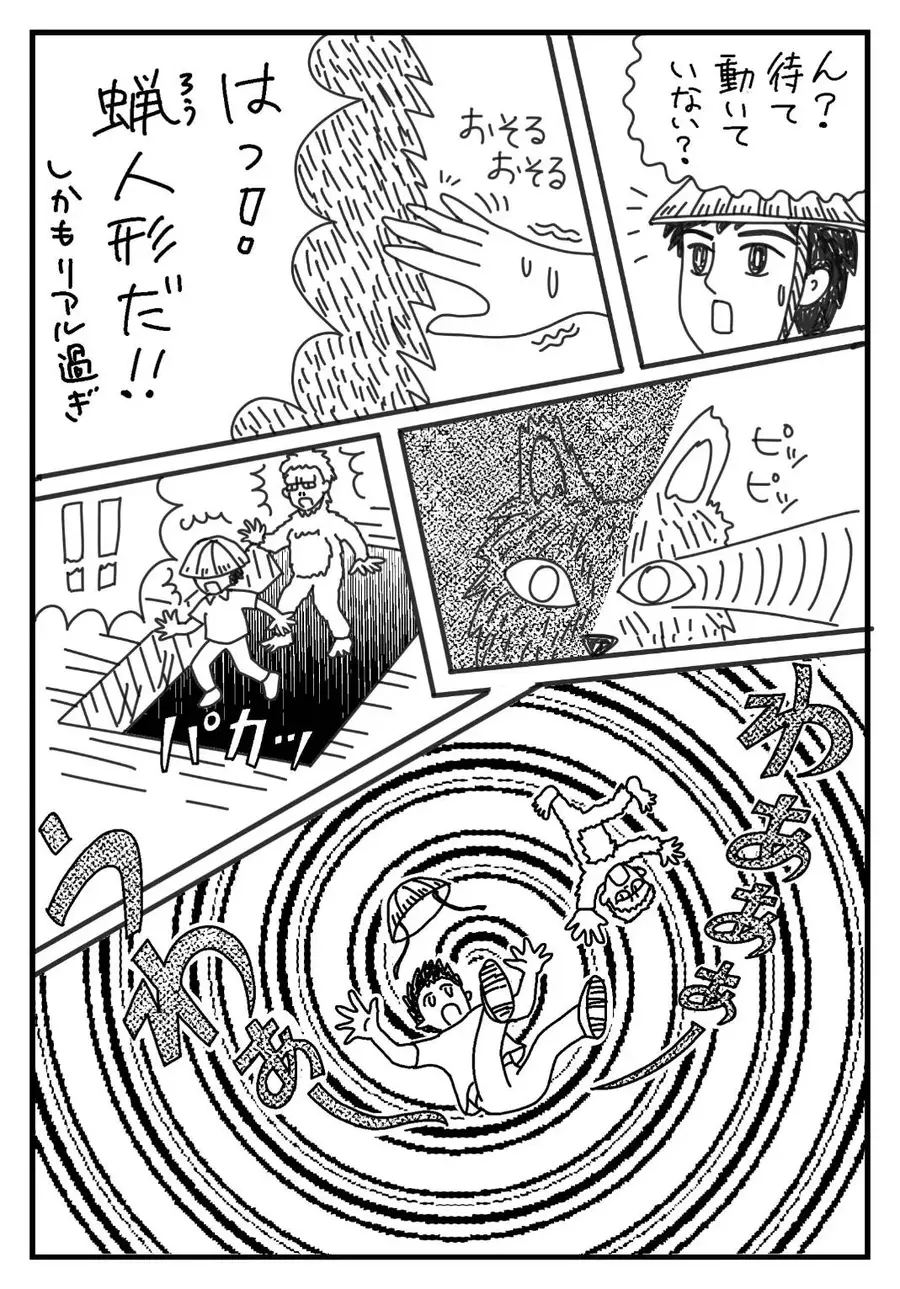 ん?
待て
動いて
いない?
おそる
おそる
はっ!
蝋人形だ!!
ろう
しかもリアル過ぎ
ピッ
ピッ
!!
パカッ
わぁぁぁー
うわぁー